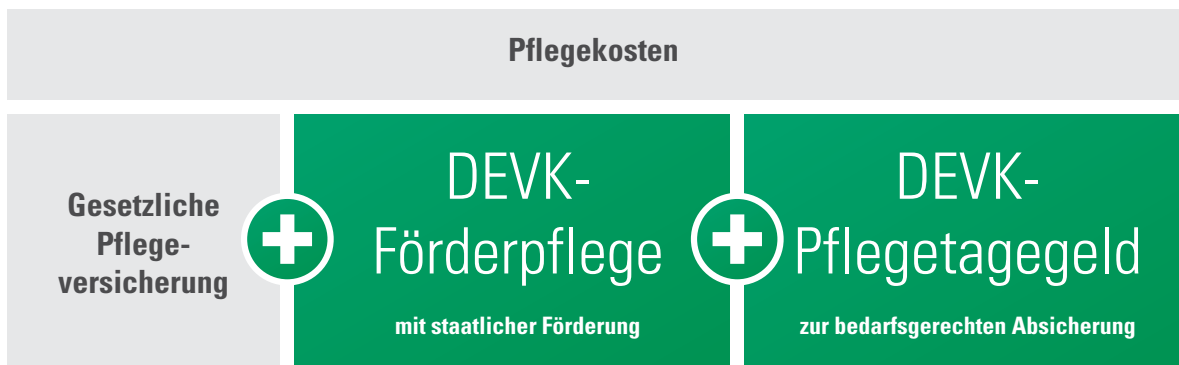 Pflegekosten
Gesetzliche
Pflege-
versicherung
DEVK-
Förderpflege
mit staatlicher Förderung
DEVK-
Pflegetagegeld
zur bedarfsgerechten Absicherung